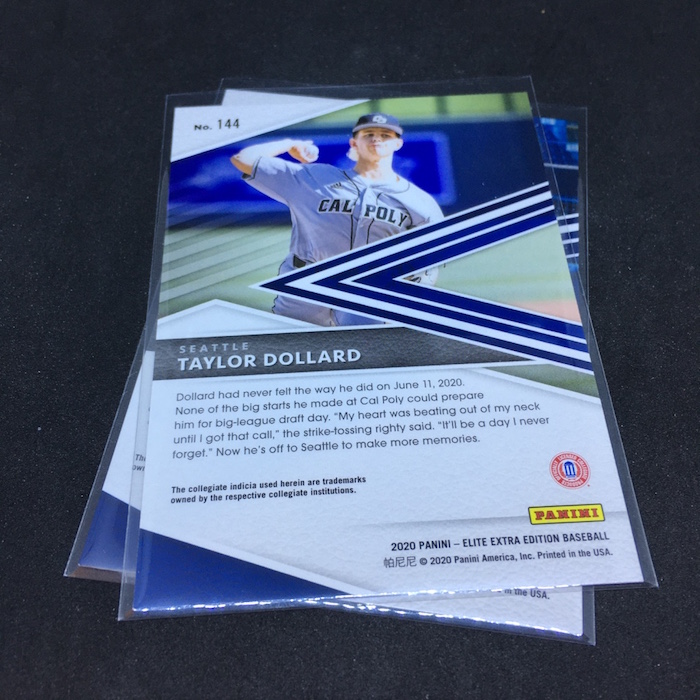 No. 144
CAL POLY
SEATTLE
TAYLOR DOLLARD
Dollard had never felt the way he did on June 11, 2020.
None of the big starts he made at Cal Poly could prepare
him for big-league draft day. “My heart was beating out of my neck
until I got that call,” the strike-tossing righty said. “It’ll be a day I never
forget.” Now he’s off to Seattle to make more memories.
The collegiate indicia used herein are trademarks
owned by the respective collegiate institutions.
PANINI
2020 PANINI – ELITE EXTRA EDITION BASEBALL
帕尼尼 © 2020 Panini America, Inc. Printed in the USA.
in the USA.